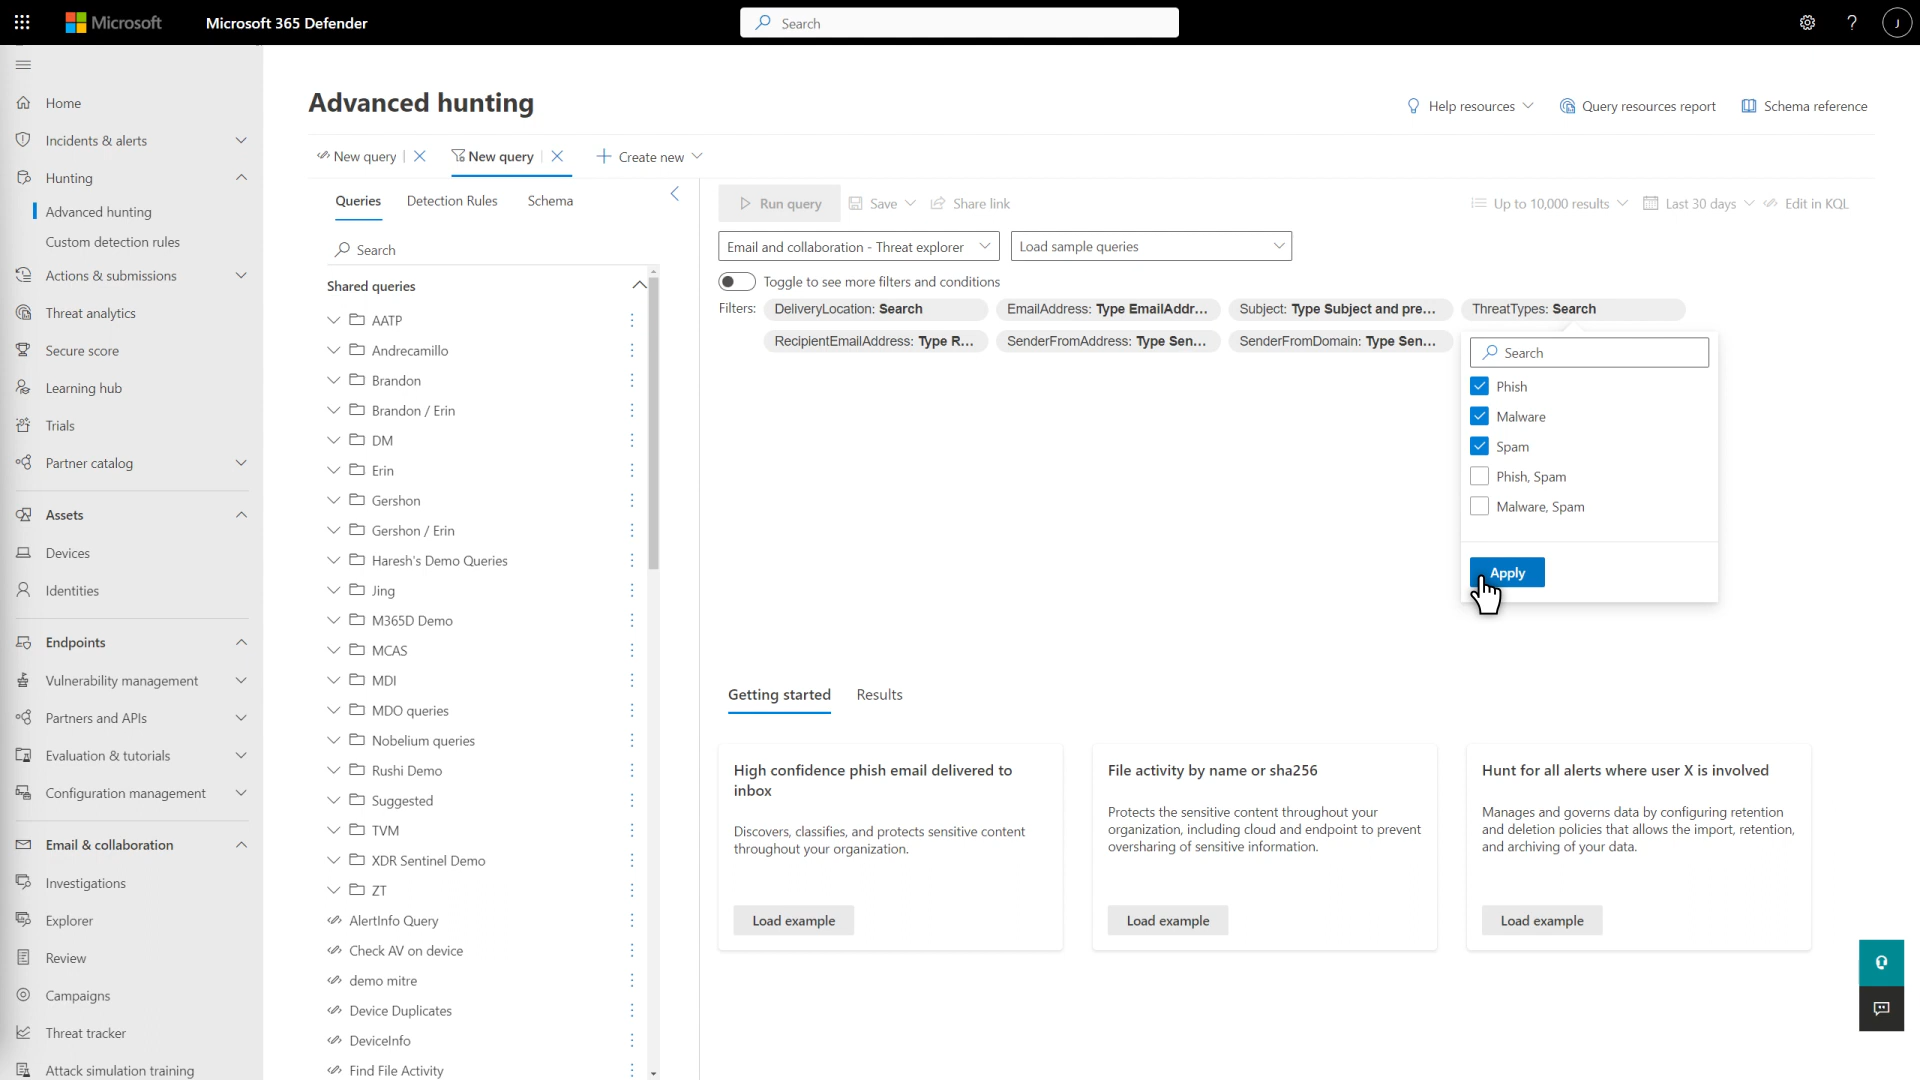 Microsoft
Microsoft 365 Defender
Search
?
J
Home
Incidents & alerts
Hunting
Advanced hunting
Custom detection rules
Actions & submissions
Threat analytics
Secure score
Learning hub
Trials
Partner catalog
Assets
Devices
Identities
Endpoints
Vulnerability management
Partners and APIs
Evaluation & tutorials
Configuration management
Email & collaboration
Investigations
Explorer
Review
Campaigns
Threat tracker
Attack simulation training
Advanced hunting
Help resources
Query resources report
Schema reference
New query
New query
Create new
Queries
Detection Rules
Schema
Search
Shared queries
AATP
Andrecamillo
Brandon
Brandon / Erin
DM
Erin
Gershon
Gershon / Erin
Haresh's Demo Queries
Jing
M365D Demo
MCAS
MDI
MDO queries
Nobelium queries
Rushi Demo
Suggested
TVM
XDR Sentinel Demo
ZT
AlertInfo Query
Check AV on device
demo mitre
Device Duplicates
DeviceInfo
Find File Activity
Run query
Save
Share link
Up to 10,000 results
Last 30 days
Edit in KQL
Email and collaboration - Threat explorer
Load sample queries
Toggle to see more filters and conditions
Filters:
DeliveryLocation: Search
EmailAddress: Type EmailAddr...
Subject: Type Subject and pre...
ThreatTypes: Search
RecipientEmailAddress: Type R...
SenderFromAddress: Type Sen...
SenderFromDomain: Type Sen...
Search
Phish
Malware
Spam
Phish, Spam
Malware, Spam
Apply
Getting started
Results
High confidence phish email delivered to
inbox
Discovers, classifies, and protects sensitive content
throughout your organization.
Load example
File activity by name or sha256
Protects the sensitive content throughout your
organization, including cloud and endpoint to prevent
oversharing of sensitive information.
Load example
Hunt for all alerts where user X is involved
Manages and governs data by configuring retention
and deletion policies that allows the import, retention,
and archiving of your data.
Load example